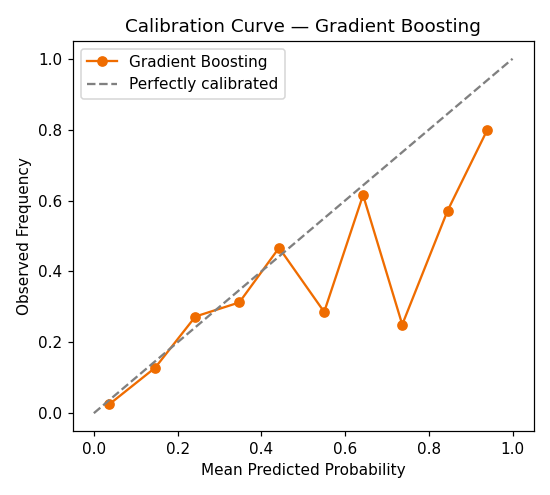 Calibration Curve — Gradient Boosting
Gradient Boosting
Perfectly calibrated
1.0
0.8
0.6
0.4
0.2
0.0
Observed Frequency
0.0 0.2 0.4 0.6 0.8 1.0
Mean Predicted Probability